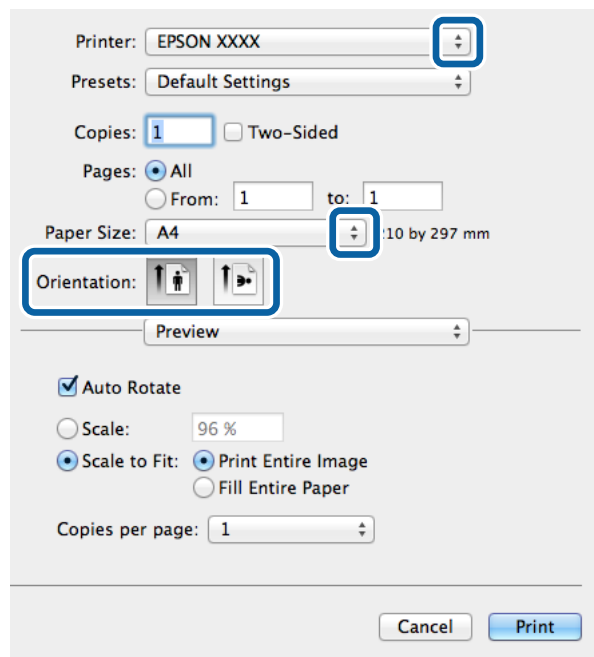 Printer: EPSON XXXX
Presets: Default Settings
Copies: 1 Two-Sided
Pages: All
From: 1 to: 1
Paper Size: A4 210 by 297 mm
Orientation:
Preview
Auto Rotate
Scale: 96 %
Scale to Fit: Print Entire Image
Fill Entire Paper
Copies per page: 1
Cancel Print